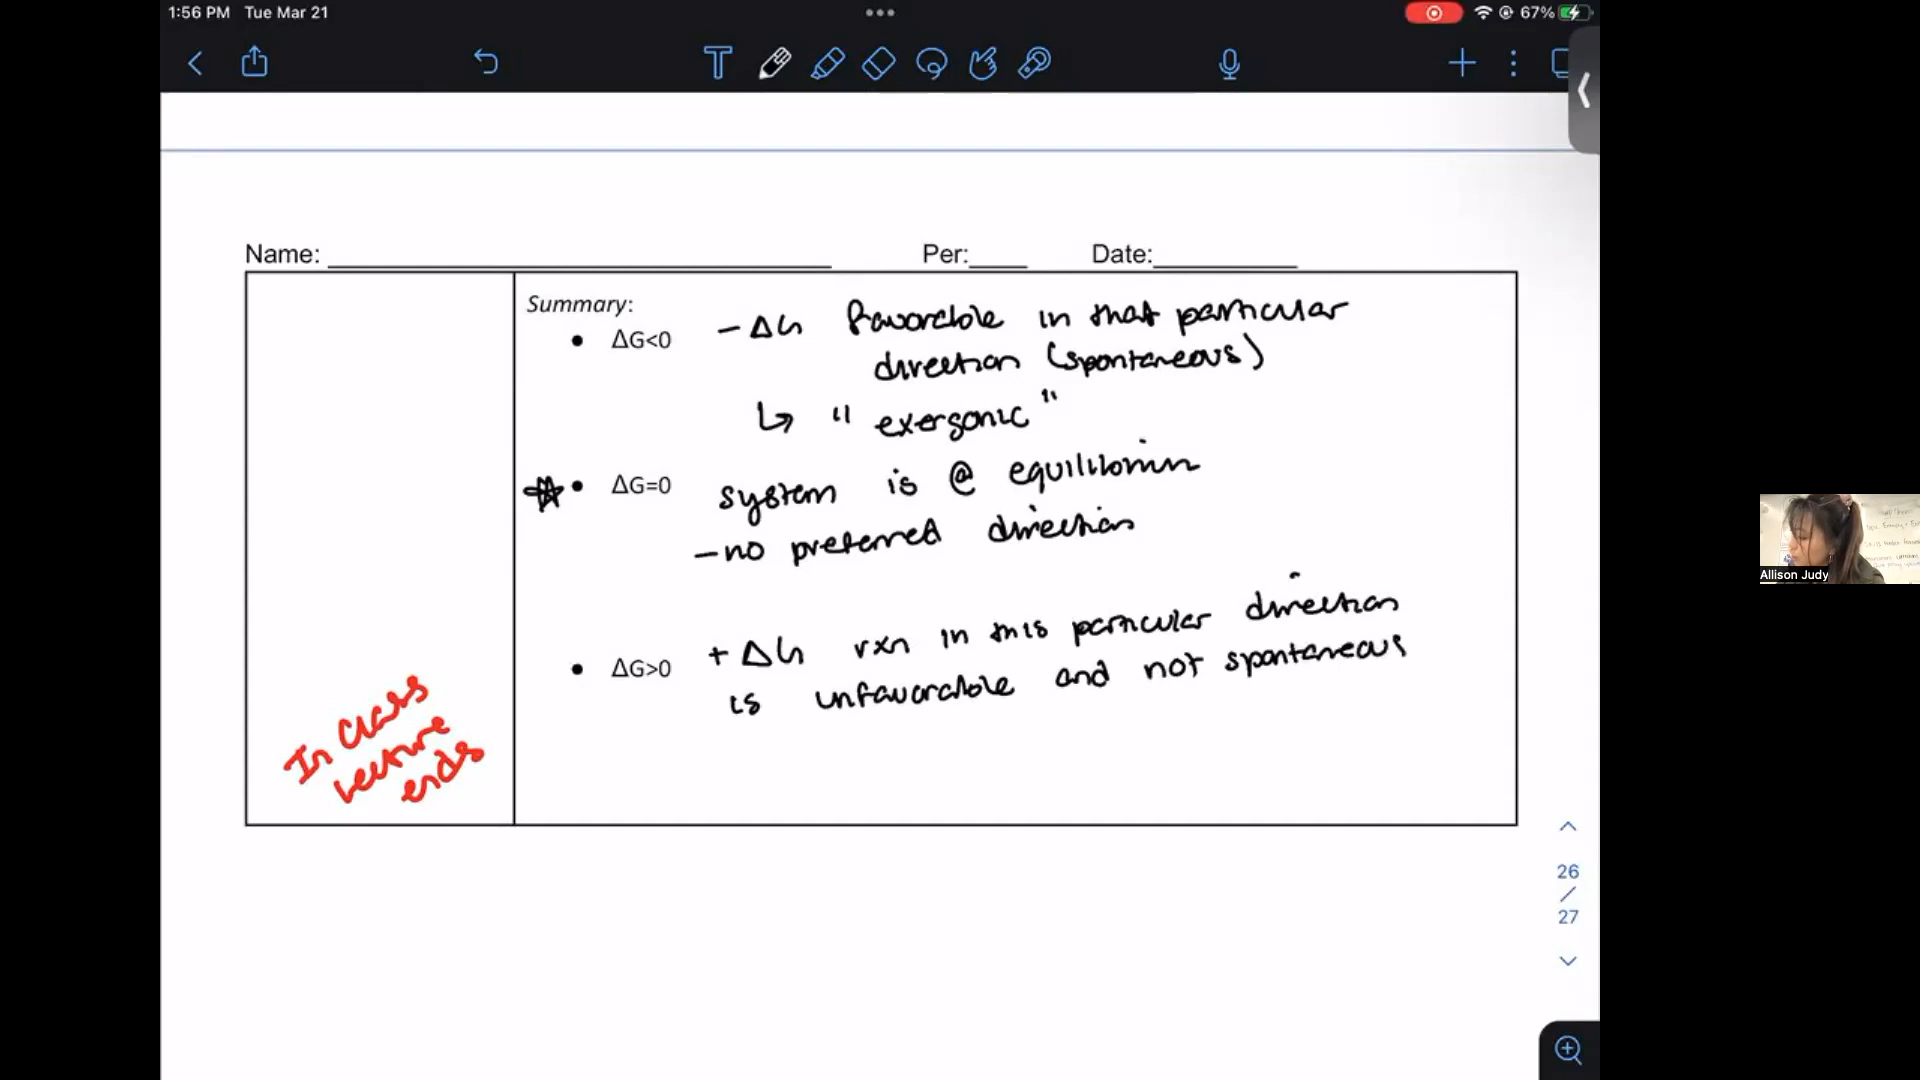 1:56 PM Tue Mar 21
67%
Name: Per: Date:
Summary:
• ΔG<0 - ΔG favorable in that particular
direction (spontaneous)
↳ "exergonic"
• ΔG=0 system is @ equilibrium
- no preferred direction
• ΔG>0 + ΔG rxn in this particular direction
is unfavorable and not spontaneous
In Class
Lecture
ends
26
/
27
Allison Judy